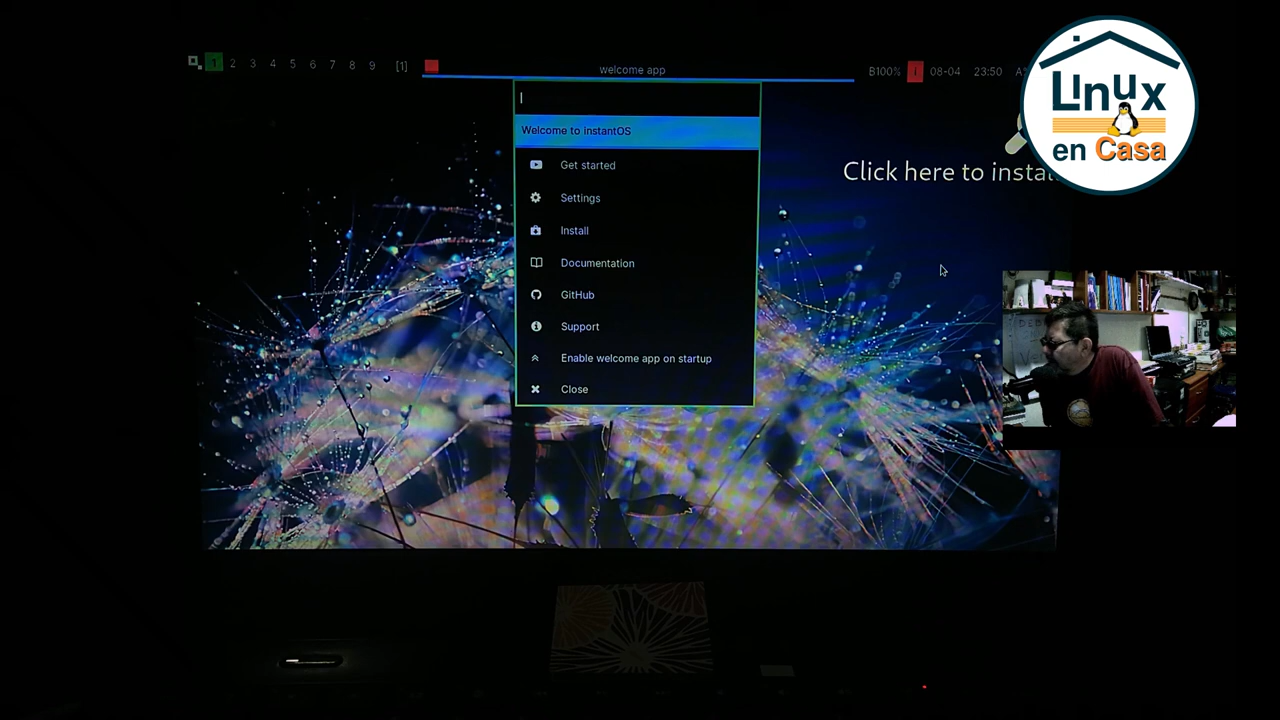 1 2 3 4 5 6 7 8 9 [1]
welcome app
B100% i 08-04 23:50
Welcome to instantOS
Get started
Settings
Install
Documentation
GitHub
Support
Enable welcome app on startup
Close
Click here to instal
Linux
en Casa